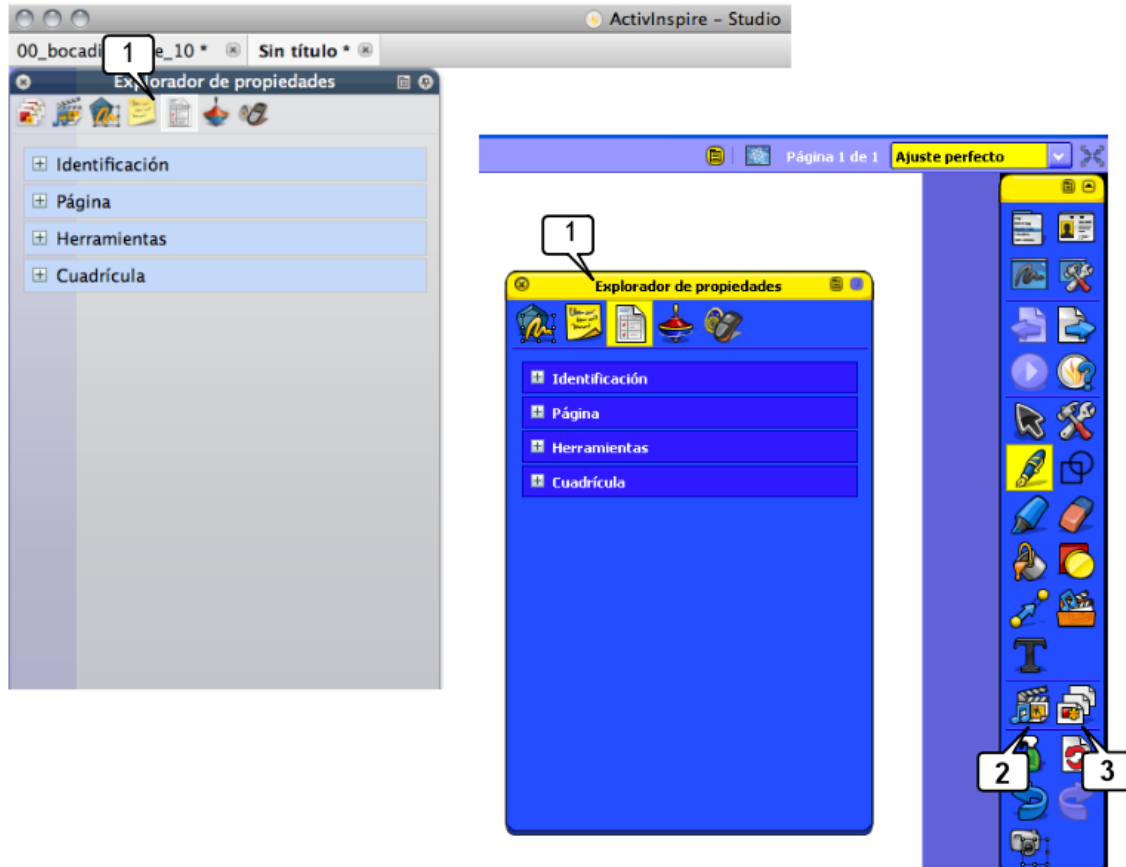 ActivInspire – Studio
00_bocadi e_10 *
Sin título *
1
Explorador de propiedades
Identificación
Página
Herramientas
Cuadrícula
Página 1 de 1
Ajuste perfecto
1
Explorador de propiedades
Identificación
Página
Herramientas
Cuadrícula
T
2
3